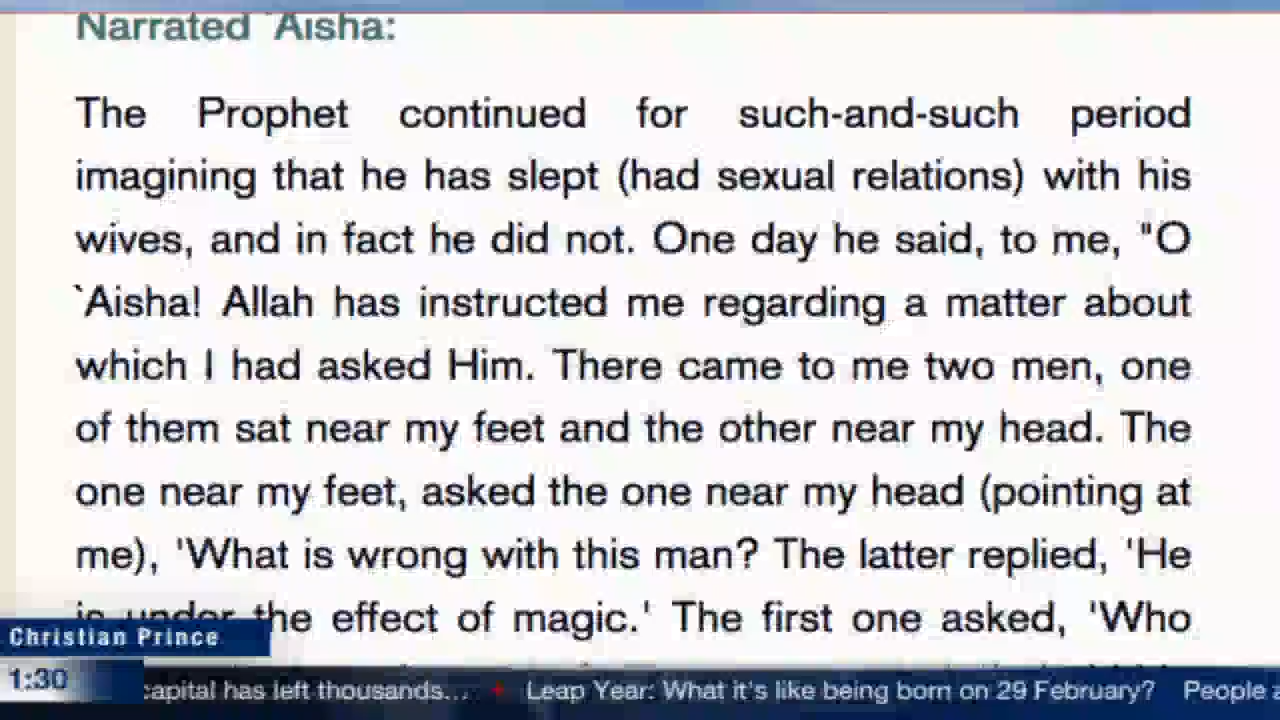 Narrated `Aisha:
The Prophet continued for such-and-such period
imagining that he has slept (had sexual relations) with his
wives, and in fact he did not. One day he said, to me, "O
`Aisha! Allah has instructed me regarding a matter about
which I had asked Him. There came to me two men, one
of them sat near my feet and the other near my head. The
one near my feet, asked the one near my head (pointing at
me), 'What is wrong with this man? The latter replied, 'He
is under the effect of magic.' The first one asked, 'Who
Christian Prince
1:30
capital has left thousands... Leap Year: What it's like being born on 29 February? People